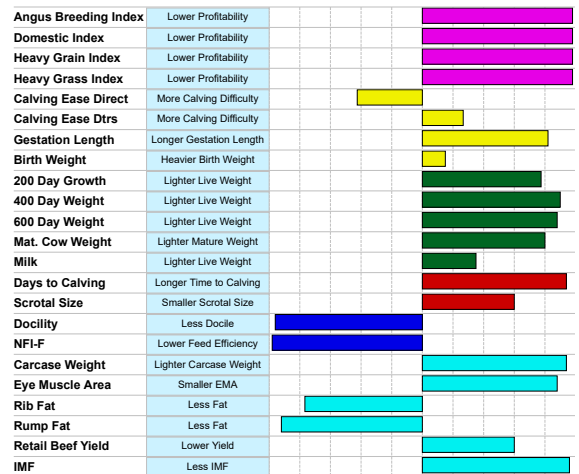 Angus Breeding Index Lower Profitability
Domestic Index Lower Profitability
Heavy Grain Index Lower Profitability
Heavy Grass Index Lower Profitability
Calving Ease Direct More Calving Difficulty
Calving Ease Dtrs More Calving Difficulty
Gestation Length Longer Gestation Length
Birth Weight Heavier Birth Weight
200 Day Growth Lighter Live Weight
400 Day Weight Lighter Live Weight
600 Day Weight Lighter Live Weight
Mat. Cow Weight Lighter Mature Weight
Milk Lighter Live Weight
Days to Calving Longer Time to Calving
Scrotal Size Smaller Scrotal Size
Docility Less Docile
NFI-F Lower Feed Efficiency
Carcase Weight Lighter Carcase Weight
Eye Muscle Area Smaller EMA
Rib Fat Less Fat
Rump Fat Less Fat
Retail Beef Yield Lower Yield
IMF Less IMF